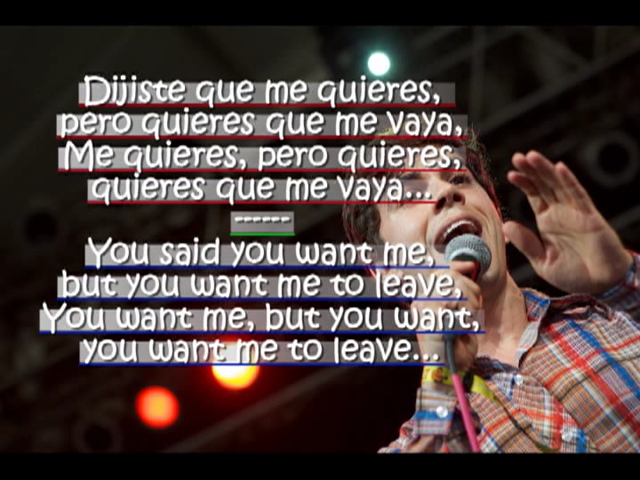 Dijiste que me quieres,
pero quieres que me vaya,
Me quieres, pero quieres,
quieres que me vaya...
------
You said you want me,
but you want me to leave,
You want me, but you want,
you want me to leave...